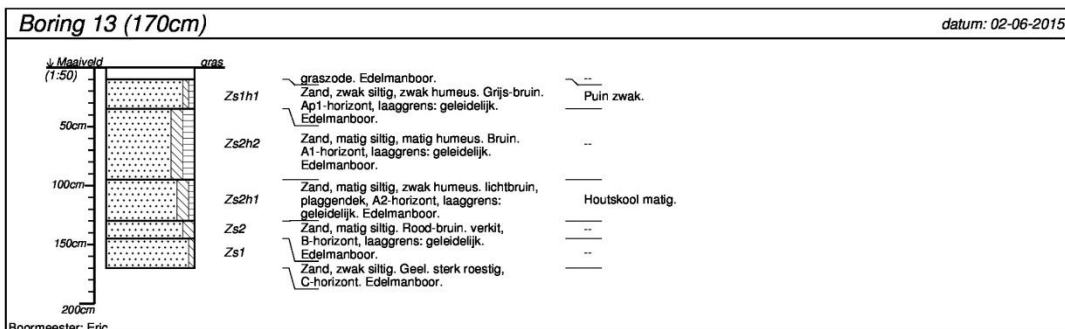 Boring 13 (170cm)
datum: 02-06-2015
↓ Maaiveld
gras
(1:50)
graszode. Edelmanboor.
--
Zs1h1
Zand, zwak siltig, zwak humeus. Grijs-bruin.
Ap1-horizont, laaggrens: geleidelijk.
Edelmanboor.
Puin zwak.
50cm
Zs2h2
Zand, matig siltig, matig humeus. Bruin.
A1-horizont, laaggrens: geleidelijk.
Edelmanboor.
--
100cm
Zs2h1
Zand, matig siltig, zwak humeus. lichtbruin,
plaggendek, A2-horizont, laaggrens:
geleidelijk. Edelmanboor.
Houtskool matig.
Zs2
Zand, matig siltig. Rood-bruin. verkit,
B-horizont, laaggrens: geleidelijk.
Edelmanboor.
--
150cm
Zs1
Zand, zwak siltig. Geel. sterk roestig,
C-horizont. Edelmanboor.
--
200cm
Boormeester: Eric